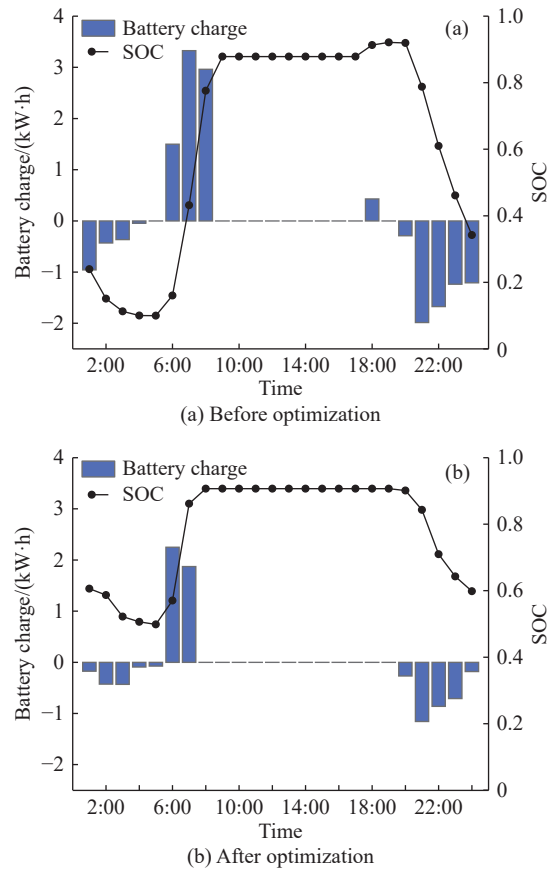 4
3
2
1
0
−1
−2
Battery charge/(kW·h)
Battery charge
SOC
(a)
1.0
0.8
0.6
0.4
0.2
0
SOC
2:00 6:00 10:00 14:00 18:00 22:00
Time
(a) Before optimization
4
3
2
1
0
−1
−2
Battery charge/(kW·h)
Battery charge
SOC
(b)
1.0
0.8
0.6
0.4
0.2
0
SOC
2:00 6:00 10:00 14:00 18:00 22:00
Time
(b) After optimization